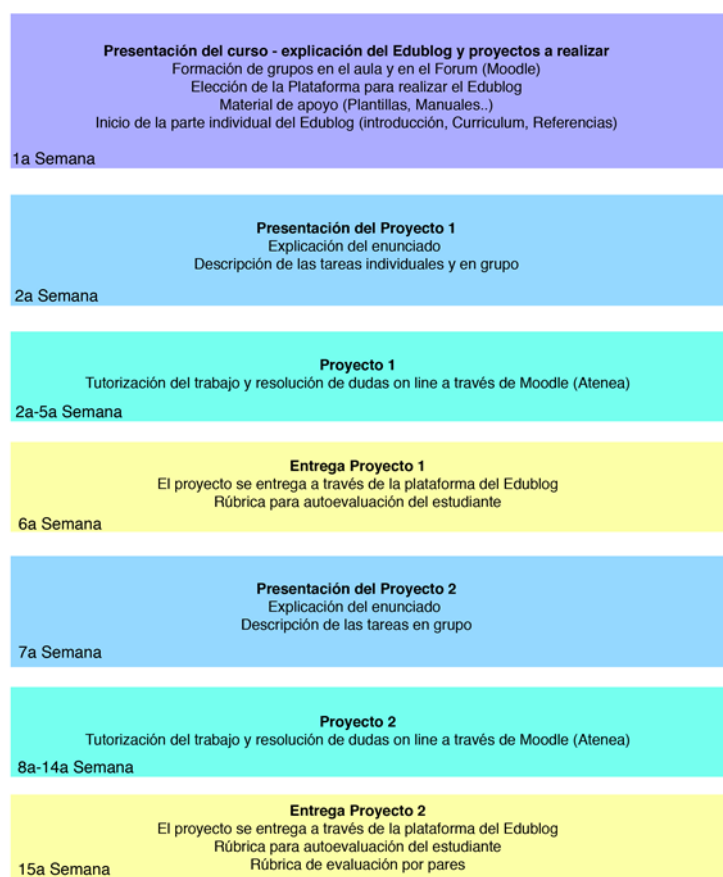 Presentación del curso - explicación del Edublog y proyectos a realizar
Formación de grupos en el aula y en el Forum (Moodle)
Elección de la Plataforma para realizar el Edublog
Material de apoyo (Plantillas, Manuales..)
Inicio de la parte individual del Edublog (introducción, Curriculum, Referencias)
1a Semana
Presentación del Proyecto 1
Explicación del enunciado
Descripción de las tareas individuales y en grupo
2a Semana
Proyecto 1
Tutorización del trabajo y resolución de dudas on line a través de Moodle (Atenea)
2a-5a Semana
Entrega Proyecto 1
El proyecto se entrega a través de la plataforma del Edublog
Rúbrica para autoevaluación del estudiante
6a Semana
Presentación del Proyecto 2
Explicación del enunciado
Descripción de las tareas en grupo
7a Semana
Proyecto 2
Tutorización del trabajo y resolución de dudas on line a través de Moodle (Atenea)
8a-14a Semana
Entrega Proyecto 2
El proyecto se entrega a través de la plataforma del Edublog
Rúbrica para autoevaluación del estudiante
Rúbrica de evaluación por pares
15a Semana